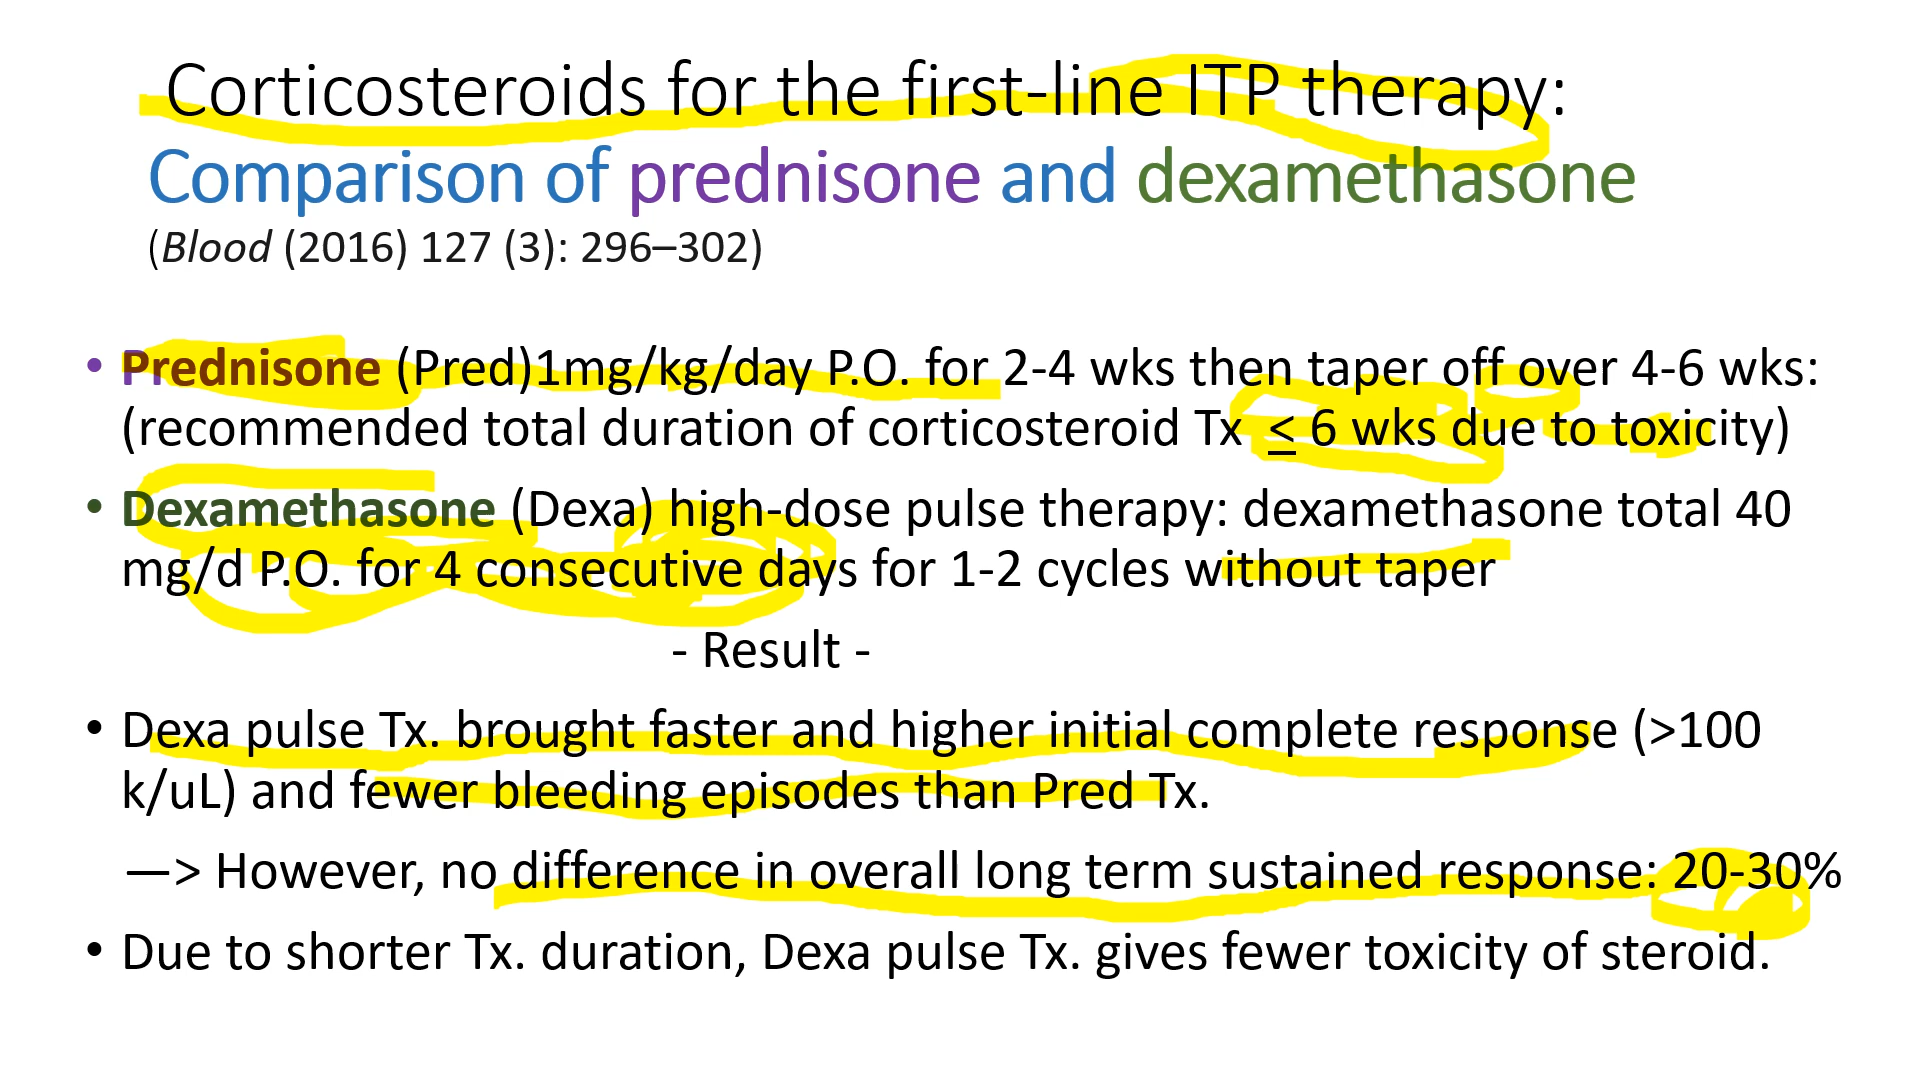 Corticosteroids for the first-line ITP therapy:
Comparison of prednisone and dexamethasone
(Blood (2016) 127 (3): 296–302)
• Prednisone (Pred)1mg/kg/day P.O. for 2-4 wks then taper off over 4-6 wks:
(recommended total duration of corticosteroid Tx ≤ 6 wks due to toxicity)
• Dexamethasone (Dexa) high-dose pulse therapy: dexamethasone total 40
mg/d P.O. for 4 consecutive days for 1-2 cycles without taper
- Result -
• Dexa pulse Tx. brought faster and higher initial complete response (>100
k/uL) and fewer bleeding episodes than Pred Tx.
—> However, no difference in overall long term sustained response: 20-30%
• Due to shorter Tx. duration, Dexa pulse Tx. gives fewer toxicity of steroid.